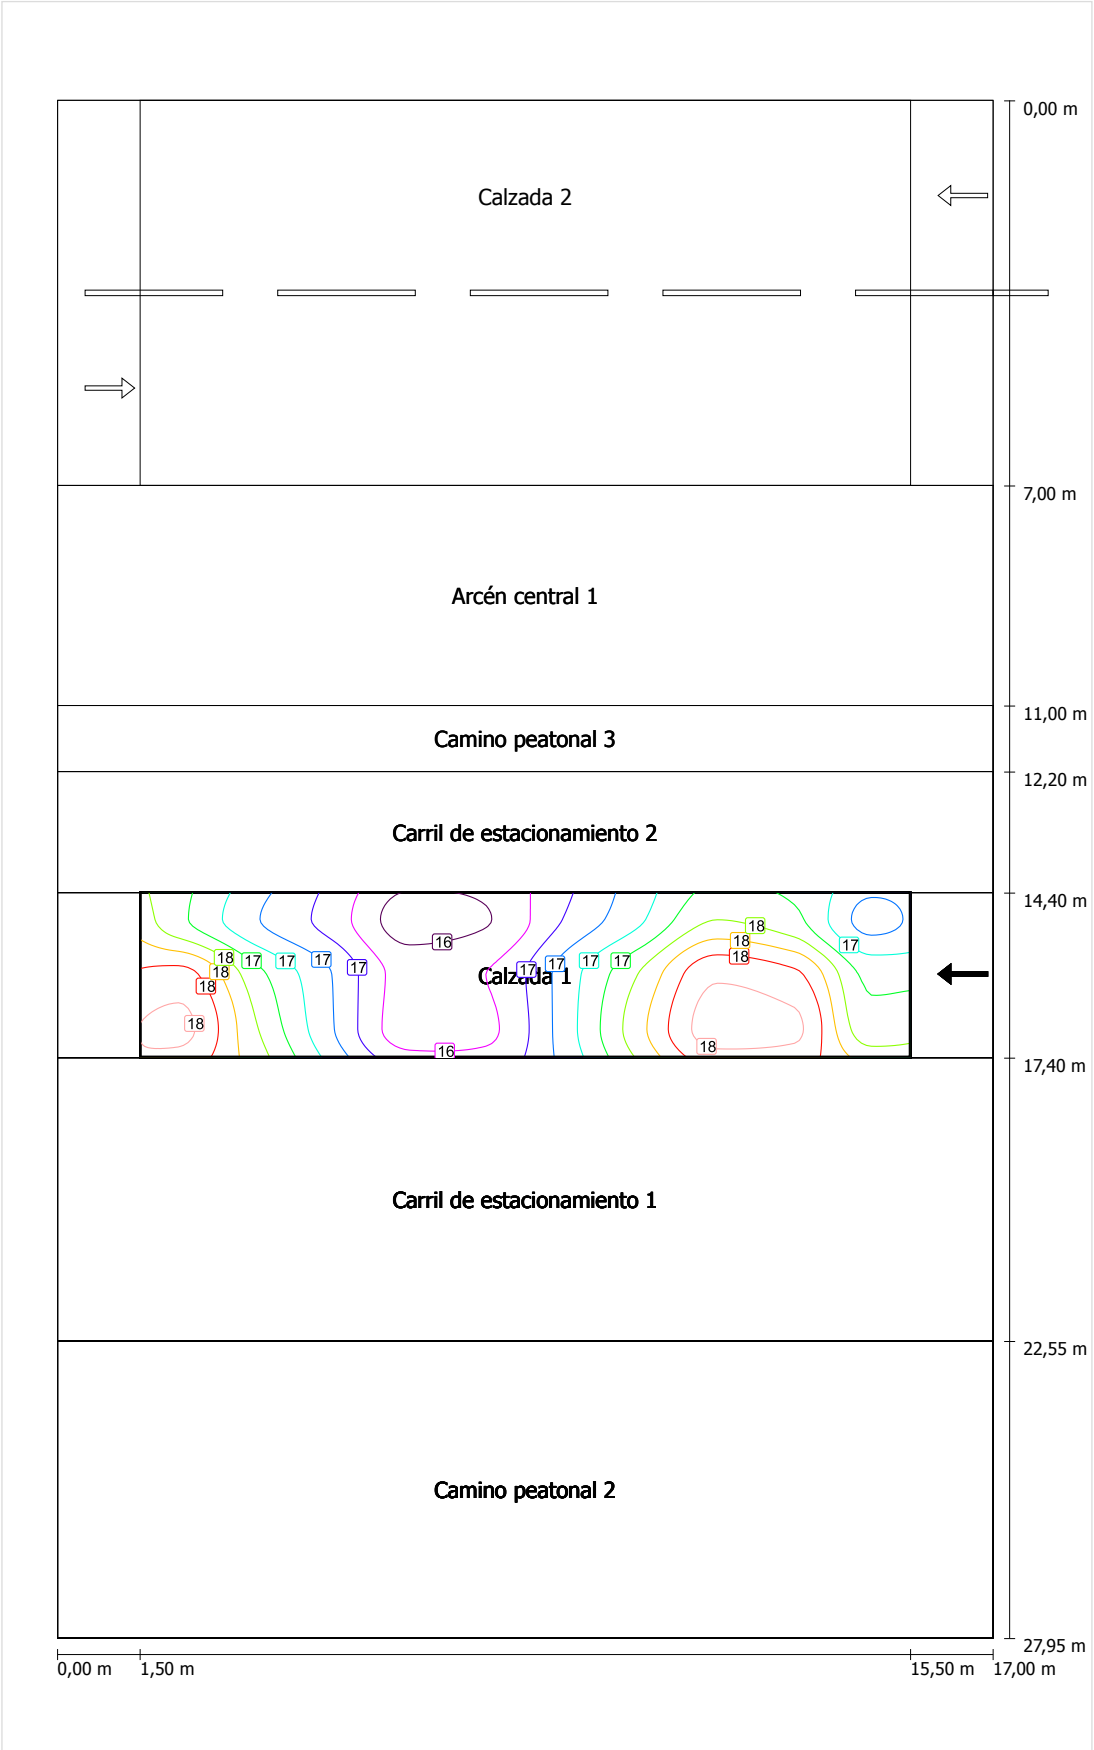 0,00 m
Calzada 2
7,00 m
Arcén central 1
11,00 m
Camino peatonal 3
12,20 m
Carril de estacionamiento 2
14,40 m
18
16
17
18
18
17
17
17
17
17
17
17
17
18
18
18
18
Calzada 1
18
16
18
17,40 m
Carril de estacionamiento 1
22,55 m
Camino peatonal 2
27,95 m
0,00 m
1,50 m
15,50 m
17,00 m